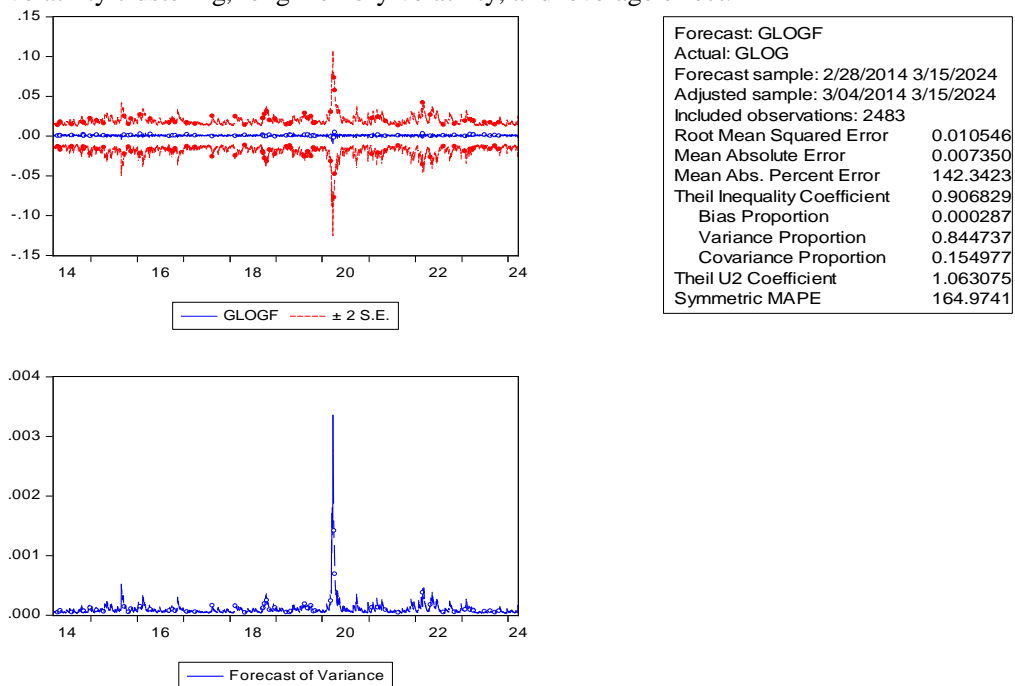 .15
.10
.05
.00
-.05
-.10
-.15
14 16 18 20 22 24
GLOGF ± 2 S.E.
Forecast: GLOGF
Actual: GLOG
Forecast sample: 2/28/2014 3/15/2024
Adjusted sample: 3/04/2014 3/15/2024
Included observations: 2483
Root Mean Squared Error 0.010546
Mean Absolute Error 0.007350
Mean Abs. Percent Error 142.3423
Theil Inequality Coefficient 0.906829
Bias Proportion 0.000287
Variance Proportion 0.844737
Covariance Proportion 0.154977
Theil U2 Coefficient 1.063075
Symmetric MAPE 164.9741
.004
.003
.002
.001
.000
14 16 18 20 22 24
Forecast of Variance